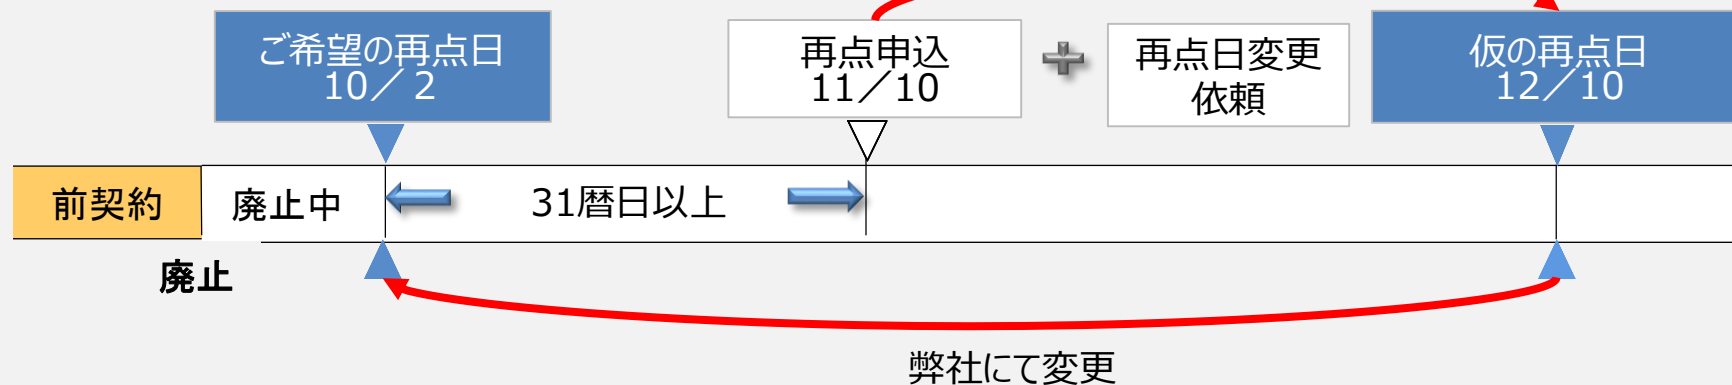 ご希望の再点日
10／2
再点申込
11／10
再点日変更
依頼
仮の再点日
12／10
前契約
廃止中
31暦日以上
廃止
弊社にて変更